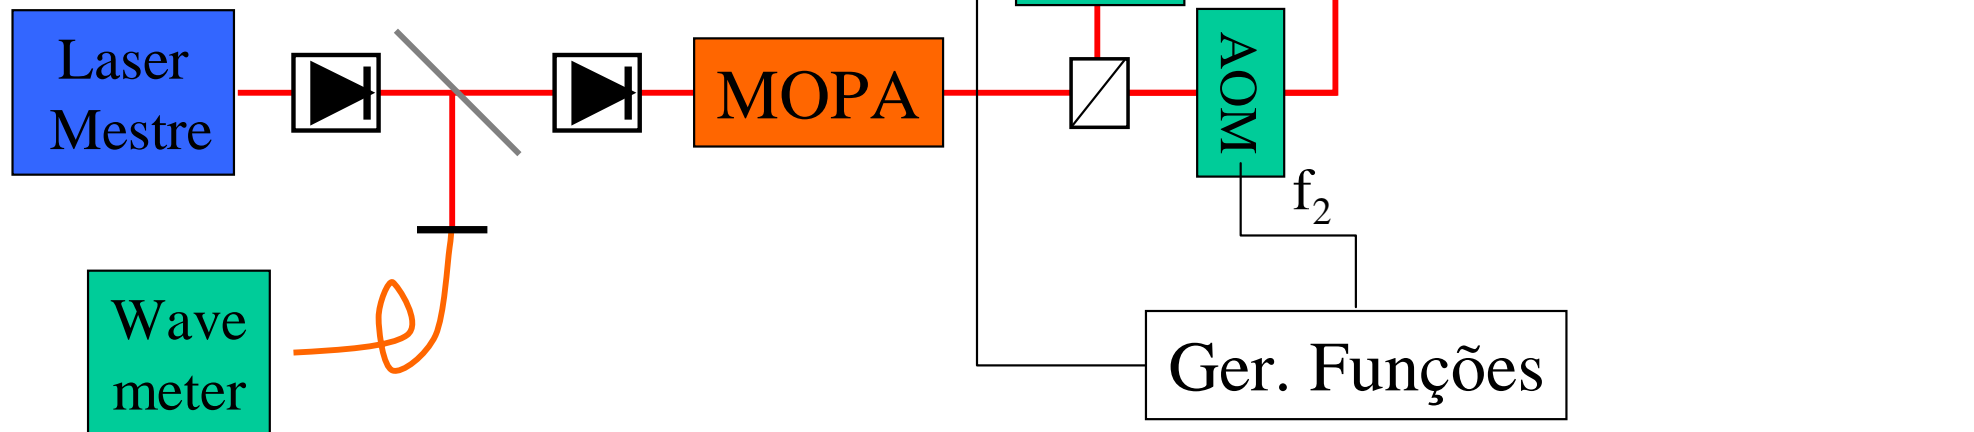 Laser
Mestre
MOPA
AOM
f₂
Wave
meter
Ger. Funções